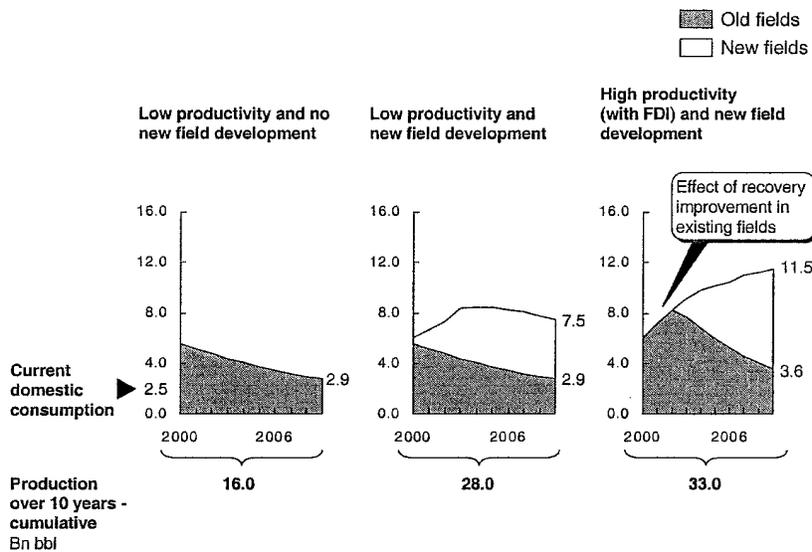 Old fields
New fields
Low productivity and no
new field development
Low productivity and
new field development
High productivity
(with FDI) and new field
development
Effect of recovery
improvement in
existing fields
16.0
12.0
8.0
4.0
0.0
2.9
2000
2006
16.0
12.0
8.0
4.0
0.0
7.5
2.9
2000
2006
16.0
12.0
8.0
4.0
0.0
11.5
3.6
2000
2006
Current
domestic
consumption
2.5
Production
over 10 years -
cumulative
Bn bbl
16.0
28.0
33.0